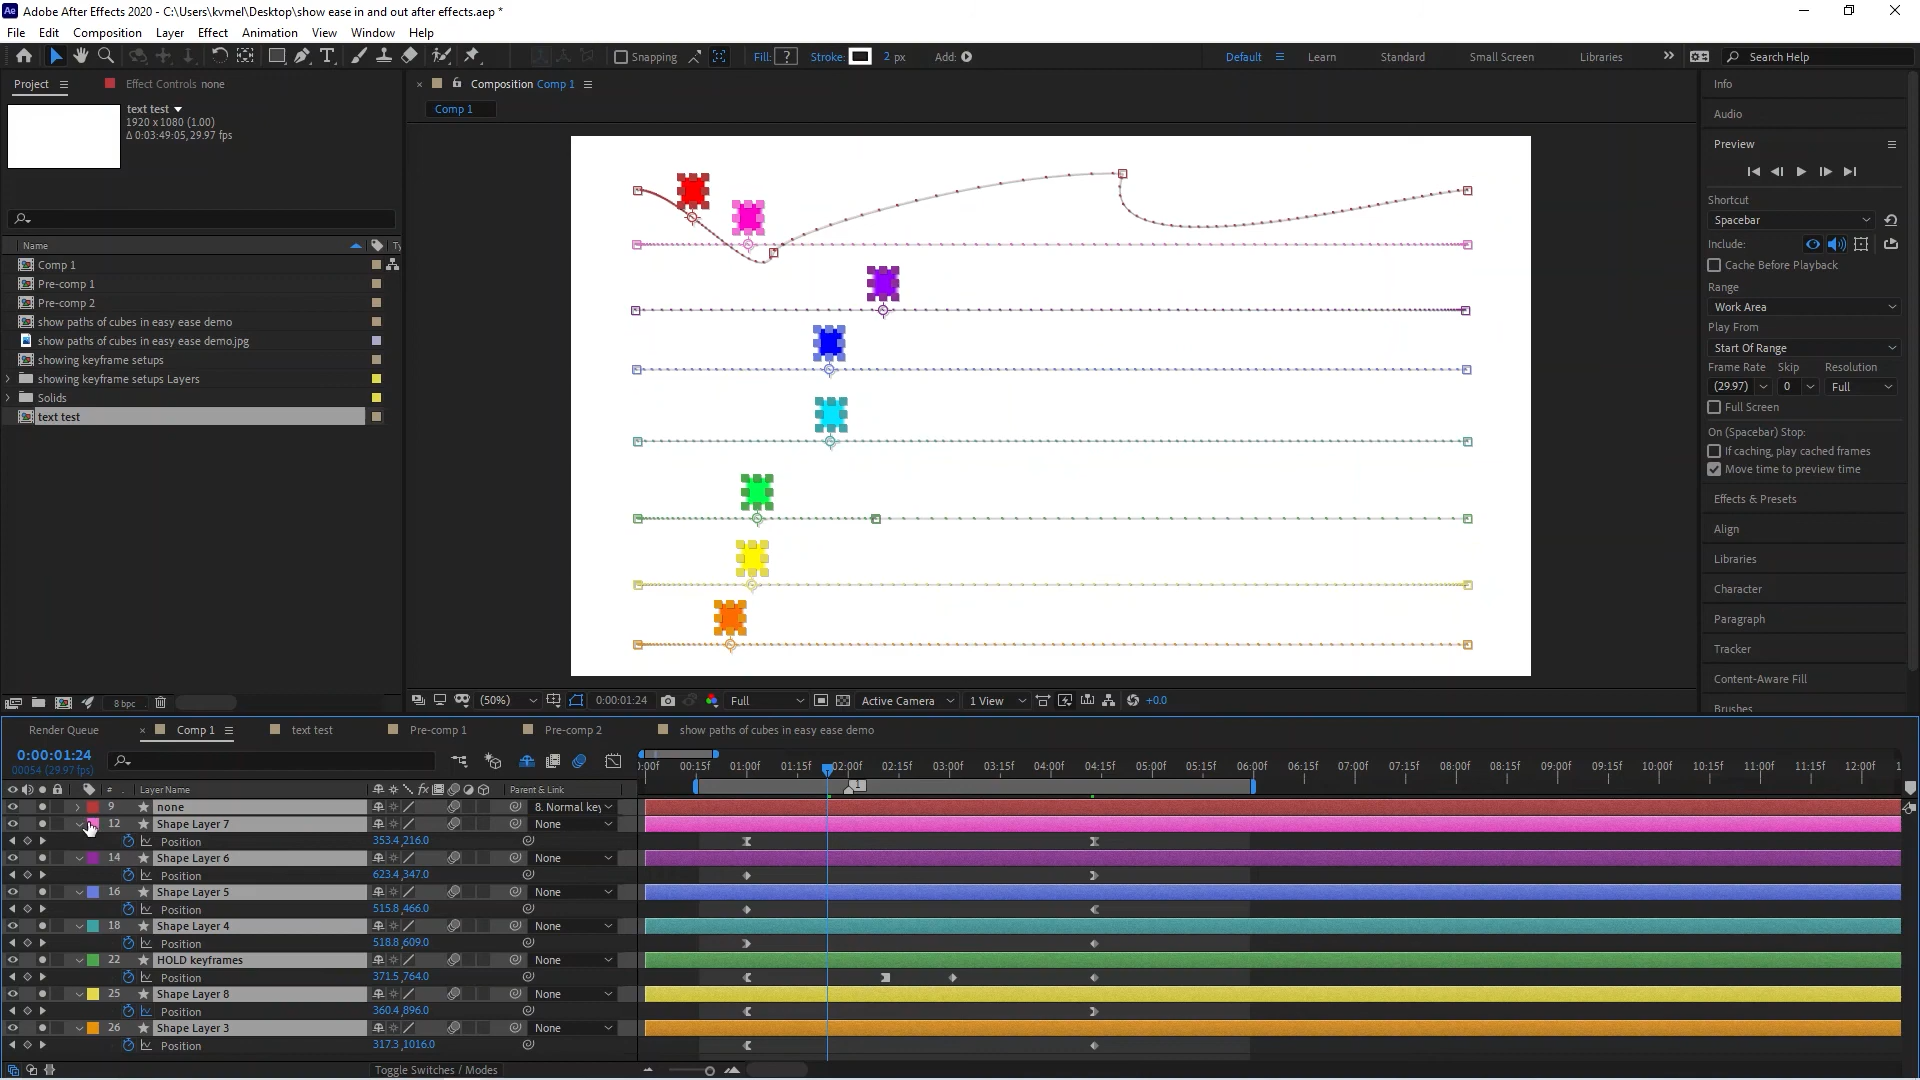 Adobe After Effects 2020 - C:\Users\kvmel\Desktop\show ease in and out after effects.aep *
File Edit Composition Layer Effect Animation View Window Help
Snapping Fill: ? Stroke: 2 px Add: Default Learn Standard Small Screen Libraries Search Help
Project Effect Controls none
text test
1920 x 1080 (1.00)
Δ 0:03:49:05, 29.97 fps
Name Ty
Comp 1
Pre-comp 1
Pre-comp 2
show paths of cubes in easy ease demo
show paths of cubes in easy ease demo.jpg
showing keyframe setups
showing keyframe setups Layers
Solids
text test
8 bpc
Composition Comp 1
Comp 1
(50%) 0:00:01:24 Full Active Camera 1 View +0.0
Info
Audio
Preview
Shortcut
Spacebar
Include:
Cache Before Playback
Range
Work Area
Play From
Start Of Range
Frame Rate Skip Resolution
(29.97) 0 Full
Full Screen
On (Spacebar) Stop:
If caching, play cached frames
Move time to preview time
Effects & Presets
Align
Libraries
Character
Paragraph
Tracker
Content-Aware Fill
Brushes
Render Queue Comp 1 text test Pre-comp 1 Pre-comp 2 show paths of cubes in easy ease demo
0:00:01:24
00054 (29.97 fps)
):00f 00:15f 01:00f 01:15f 02:00f 02:15f 03:00f 03:15f 04:00f 04:15f 05:00f 05:15f 06:00f 06:15f 07:00f 07:15f 08:00f 08:15f 09:00f 09:15f 10:00f 10:15f 11:00f 11:15f 12:00f 1
# Layer Name fx Parent & Link
1
9 none 8. Normal key
12 Shape Layer 7 None
Position 353.4,216.0
14 Shape Layer 6 None
Position 623.4,347.0
16 Shape Layer 5 None
Position 515.8,466.0
18 Shape Layer 4 None
Position 518.8,609.0
22 HOLD keyframes None
Position 371.5,764.0
25 Shape Layer 8 None
Position 360.4,896.0
26 Shape Layer 3 None
Position 317.3,1016.0
Toggle Switches / Modes